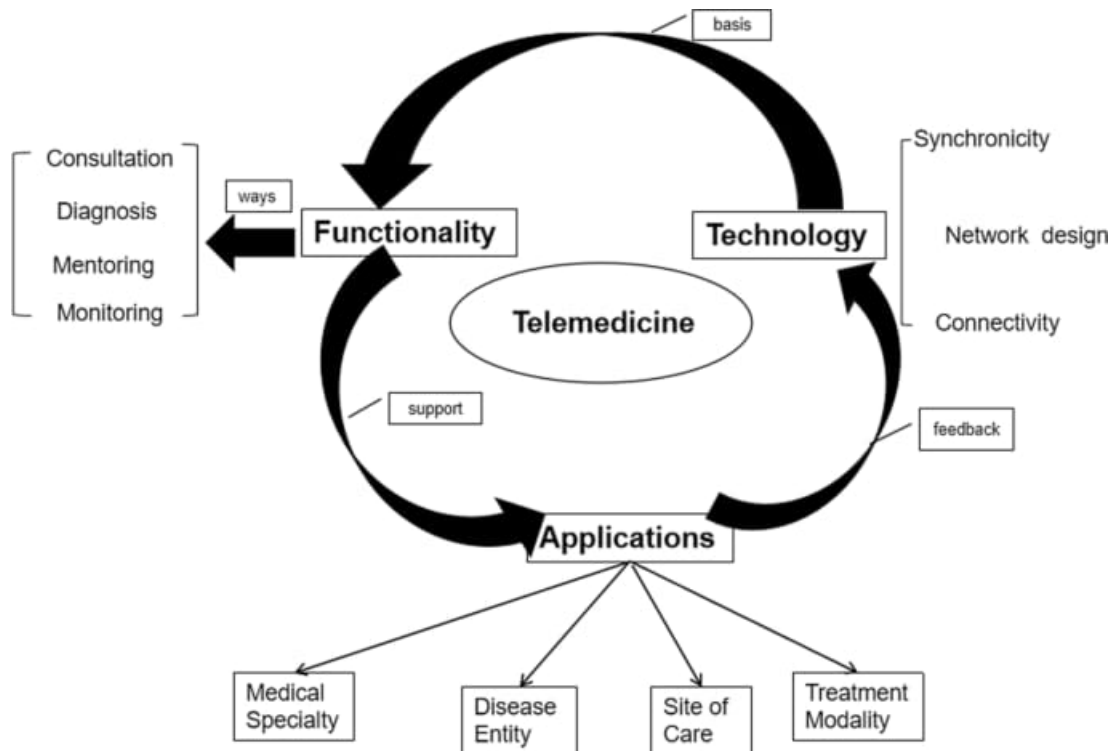 basis
Consultation
Diagnosis
Mentoring
Monitoring
ways
Functionality
Technology
Synchronicity
Network design
Connectivity
Telemedicine
support
feedback
Applications
Medical
Specialty
Disease
Entity
Site of
Care
Treatment
Modality